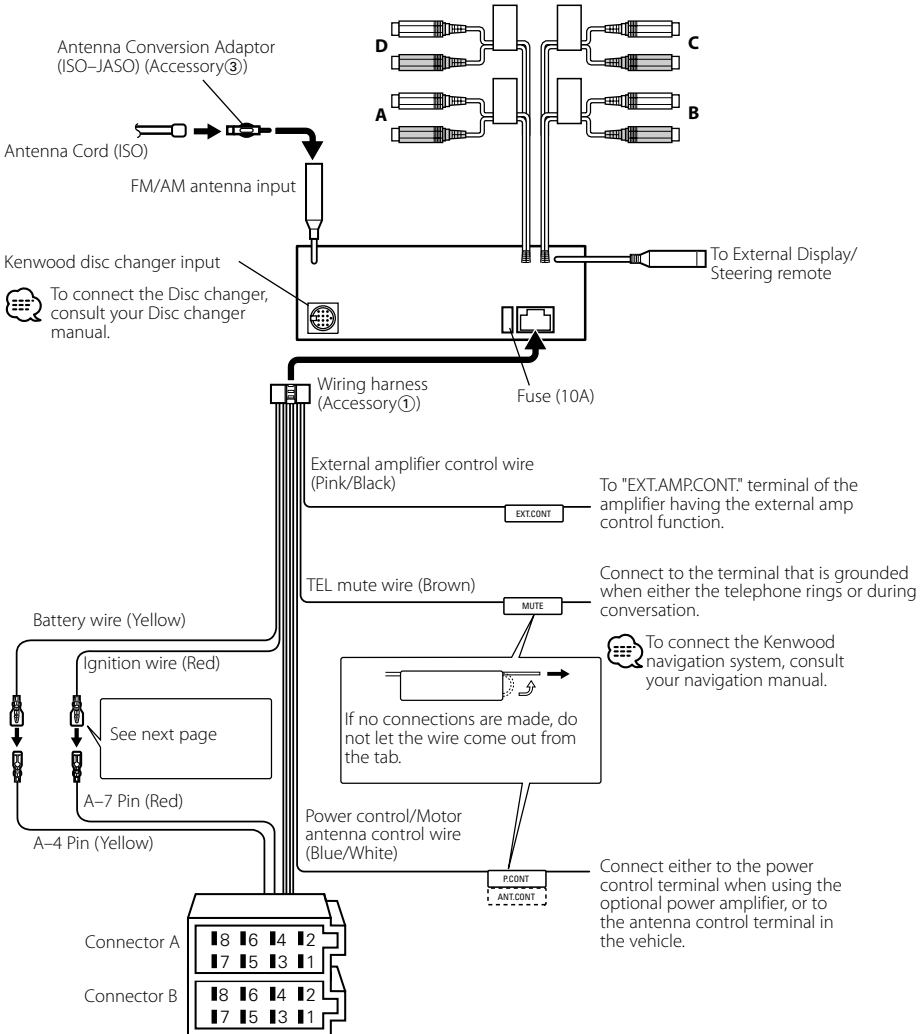 D
C
A
B
Antenna Conversion Adaptor
(ISO–JASO) (Accessory③)
Antenna Cord (ISO)
FM/AM antenna input
Kenwood disc changer input
To connect the Disc changer,
consult your Disc changer
manual.
To External Display/
Steering remote
Wiring harness
(Accessory①)
Fuse (10A)
External amplifier control wire
(Pink/Black)
EXT.CONT
To "EXT.AMP.CONT." terminal of the
amplifier having the external amp
control function.
TEL mute wire (Brown)
MUTE
Connect to the terminal that is grounded
when either the telephone rings or during
conversation.
To connect the Kenwood
navigation system, consult
your navigation manual.
Battery wire (Yellow)
Ignition wire (Red)
See next page
If no connections are made, do
not let the wire come out from
the tab.
A–7 Pin (Red)
A–4 Pin (Yellow)
Power control/Motor
antenna control wire
(Blue/White)
P.CONT
ANT.CONT
Connect either to the power
control terminal when using the
optional power amplifier, or to
the antenna control terminal in
the vehicle.
Connector A
8 6 4 2
7 5 3 1
Connector B
8 6 4 2
7 5 3 1